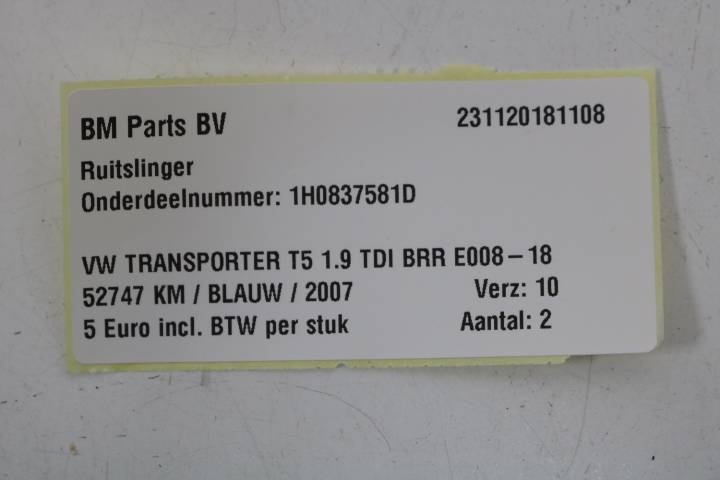 BM Parts BV 231120181108
Ruitslinger
Onderdeelnummer: 1H0837581D
VW TRANSPORTER T5 1.9 TDI BRR E008-18
52747 KM / BLAUW / 2007 Verz: 10
5 Euro incl. BTW per stuk Aantal: 2